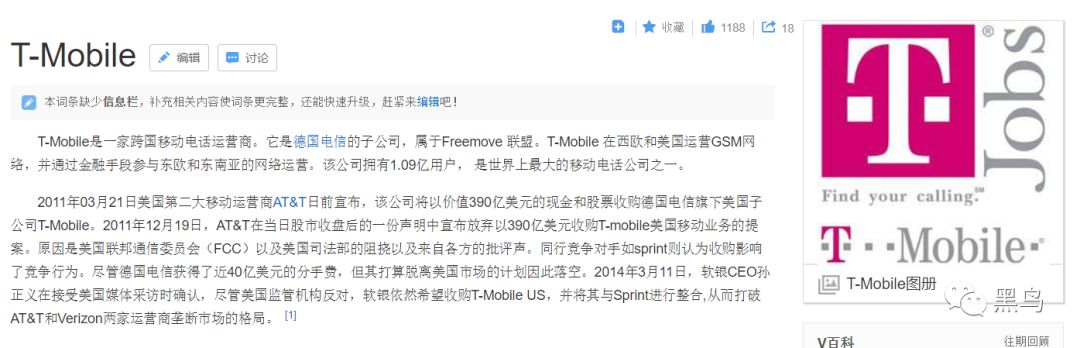 收藏 1188 18
T-Mobile 编辑 讨论
本词条缺少信息栏，补充相关内容使词条更完整，还能快速升级，赶紧来编辑吧！
T-Mobile是一家跨国移动电话运营商。它是德国电信的子公司，属于Freemove 联盟。T-Mobile 在西欧和美国运营GSM网
络，并通过金融手段参与东欧和东南亚的网络运营。该公司拥有1.09亿用户， 是世界上最大的移动电话公司之一。
2011年03月21日美国第二大移动运营商AT&T日前宣布，该公司将以价值390亿美元的现金和股票收购德国电信旗下美国子
公司T-Mobile。2011年12月19日，AT&T在当日股市收盘后的一份声明中宣布放弃以390亿美元收购T-mobile美国移动业务的提
案。原因是美国联邦通信委员会（FCC）以及美国司法部的阻挠以及来自各方的批评声。同行竞争对手如sprint则认为收购影响
了竞争行为。尽管德国电信获得了近40亿美元的分手费，但其打算脱离美国市场的计划因此落空。2014年3月11日，软银CEO孙
正义在接受美国媒体采访时确认，尽管美国监管机构反对，软银依然希望收购T-Mobile US，并将其与Sprint进行整合,从而打破
AT&T和Verizon两家运营商垄断市场的格局。 [1]
T ® Jobs
Find your calling.℠
T··Mobile·®
T-Mobile图册
黑鸟
V百科 往期回顾